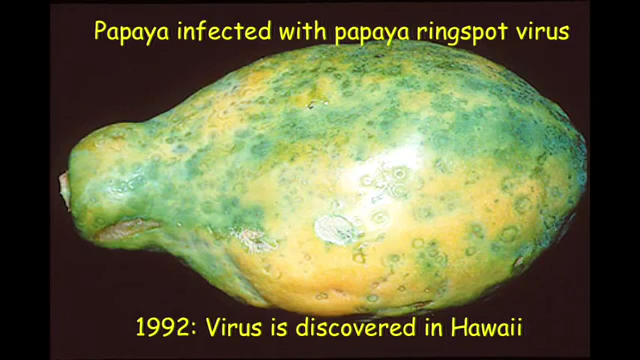 Papaya infected with papaya ringspot virus
1992: Virus is discovered in Hawaii